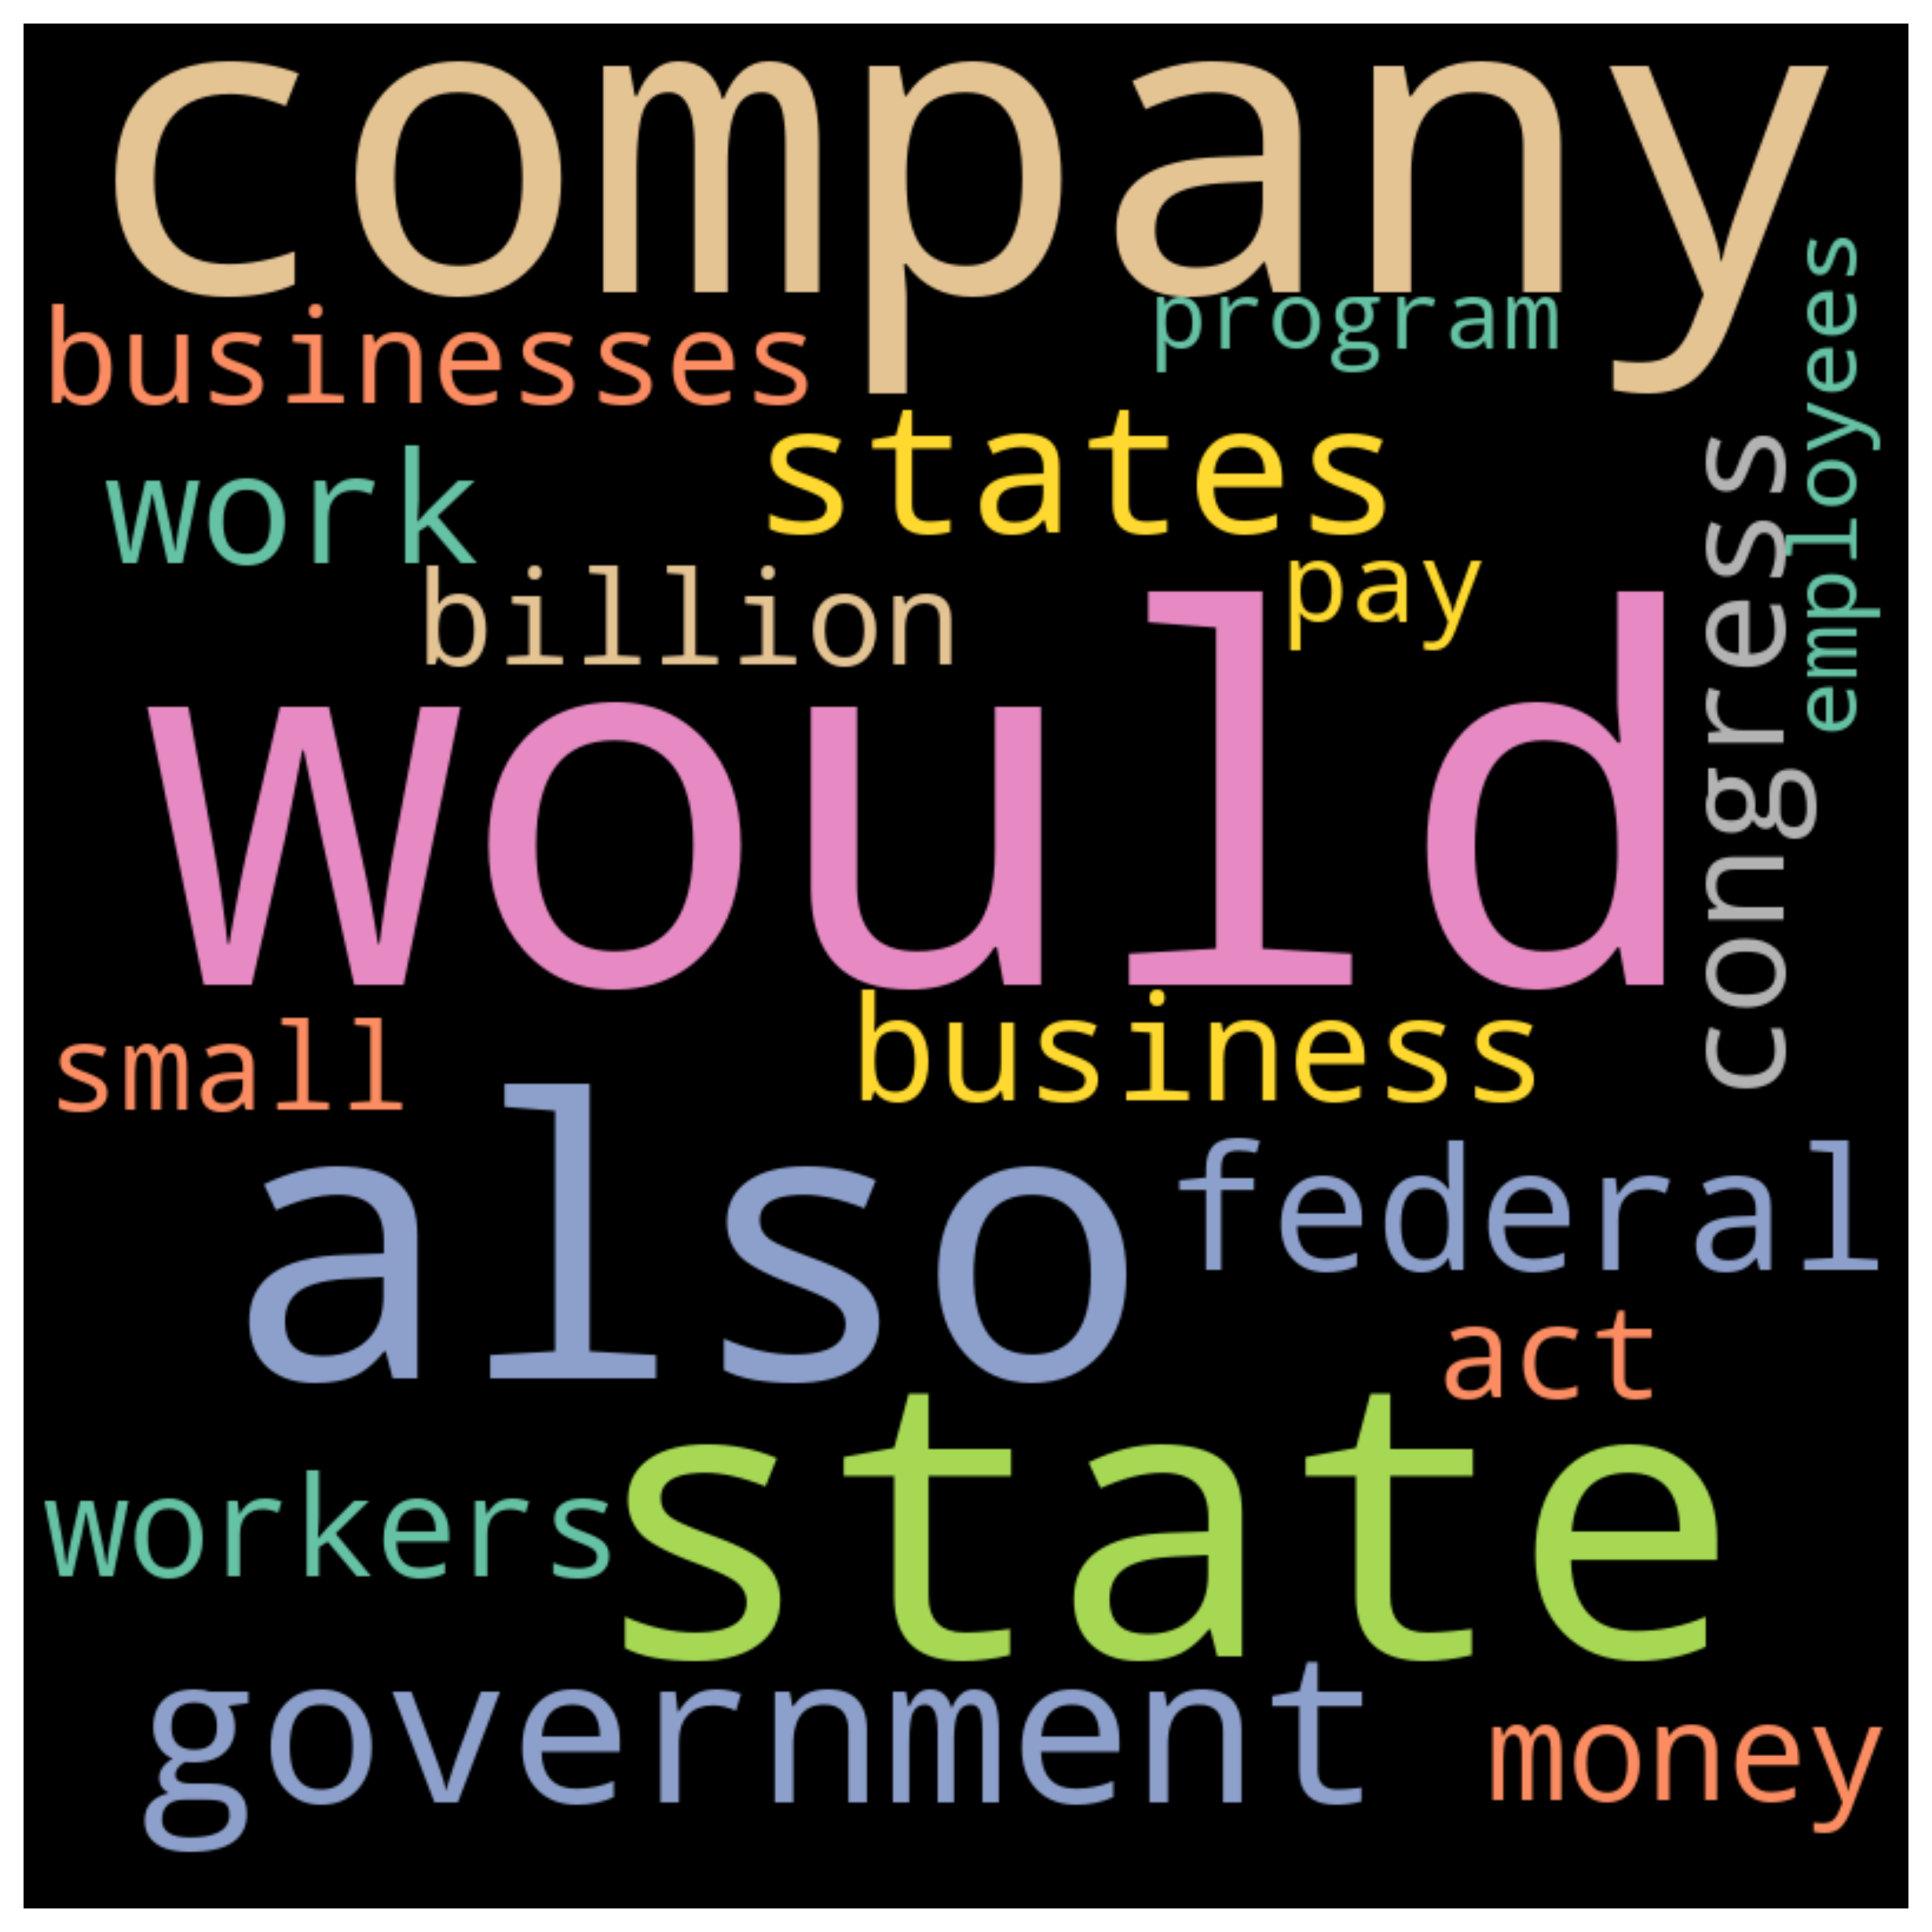 company
businesses
program
employees
states
work
congress
pay
billion
would
small
business
also
federal
act
state
workers
government
money